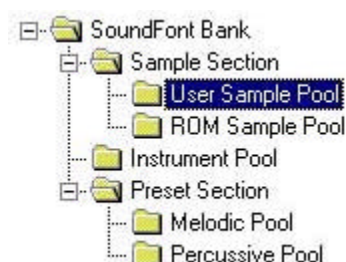 SoundFont Bank
Sample Section
User Sample Pool
ROM Sample Pool
Instrument Pool
Preset Section
Melodic Pool
Percussive Pool